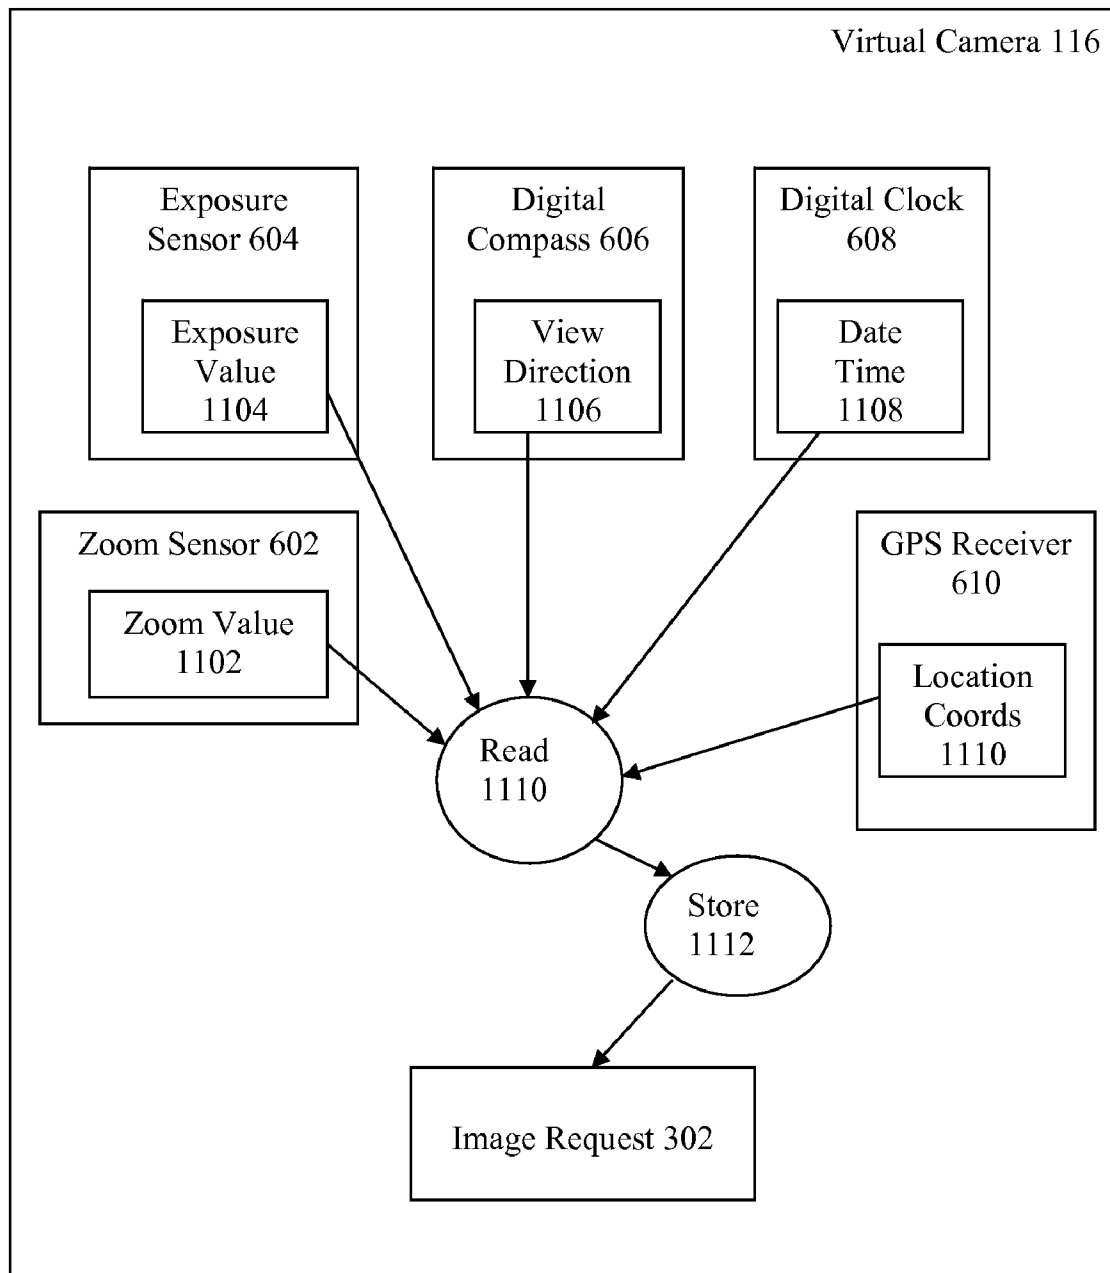 Virtual Camera 116
Exposure
Sensor 604
Exposure
Value
1104
Digital
Compass 606
View
Direction
1106
Digital Clock
608
Date
Time
1108
Zoom Sensor 602
Zoom Value
1102
GPS Receiver
610
Location
Coords
1110
Read
1110
Store
1112
Image Request 302